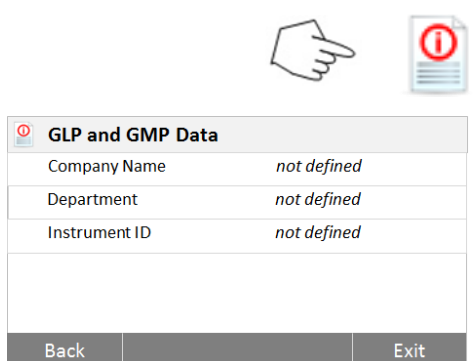 GLP and GMP Data
Company Name not defined
Department not defined
Instrument ID not defined
Back Exit